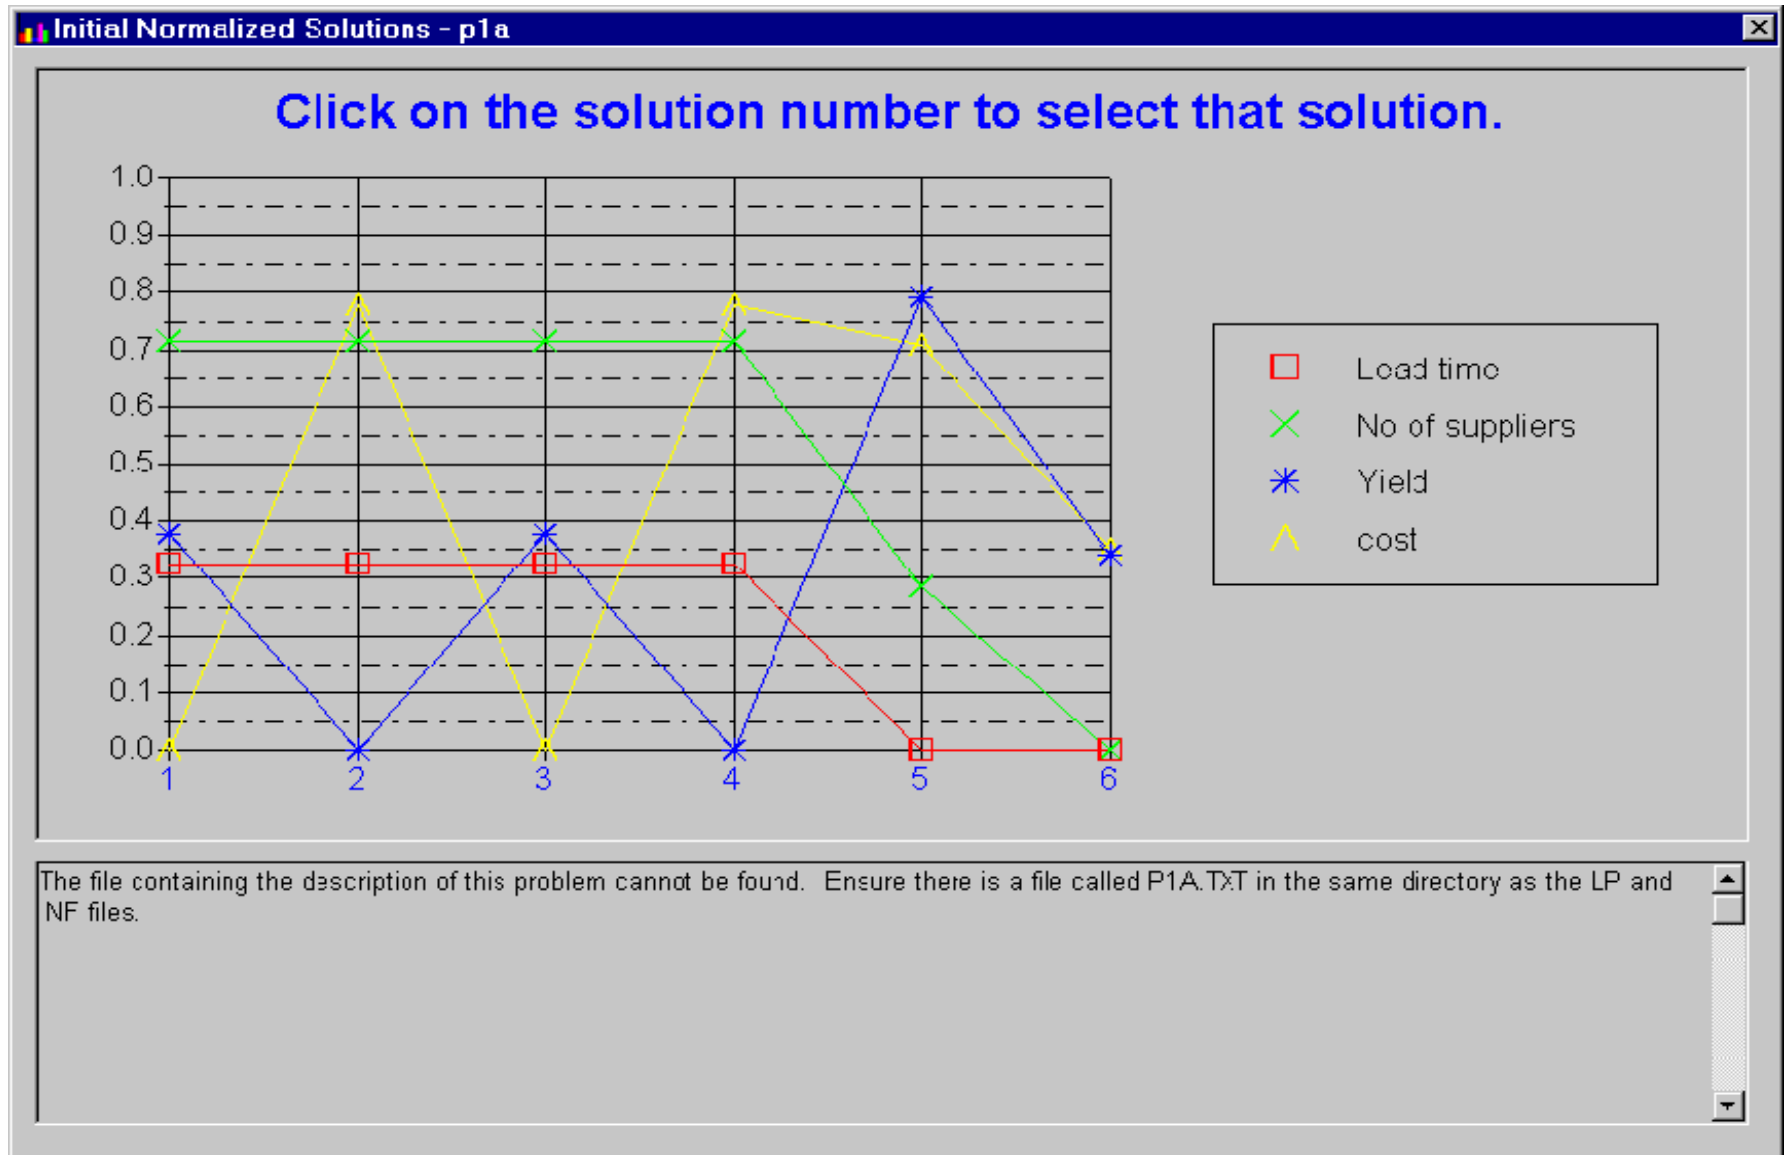 Initial Normalized Solutions - p1a
Click on the solution number to select that solution.
1.0
0.9
0.8
0.7
0.6
0.5
0.4
0.3
0.2
0.1
0.0
1 2 3 4 5 6
Lead time
No of suppliers
Yield
cost
The file containing the description of this problem cannot be found. Ensure there is a file called P1A.TXT in the same directory as the LP and
NF files.